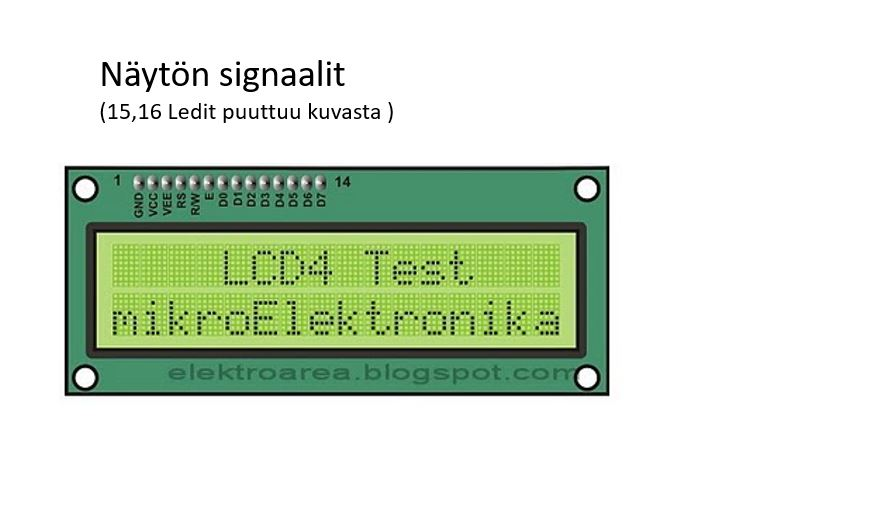 Näytön signaalit
(15,16 Ledit puuttuu kuvasta )
1 14
GND VCC VEE RS R/W E D0 D1 D2 D3 D4 D5 D6 D7
LCD4 Test
mikroElektronika
elektroarea.blogspot.com